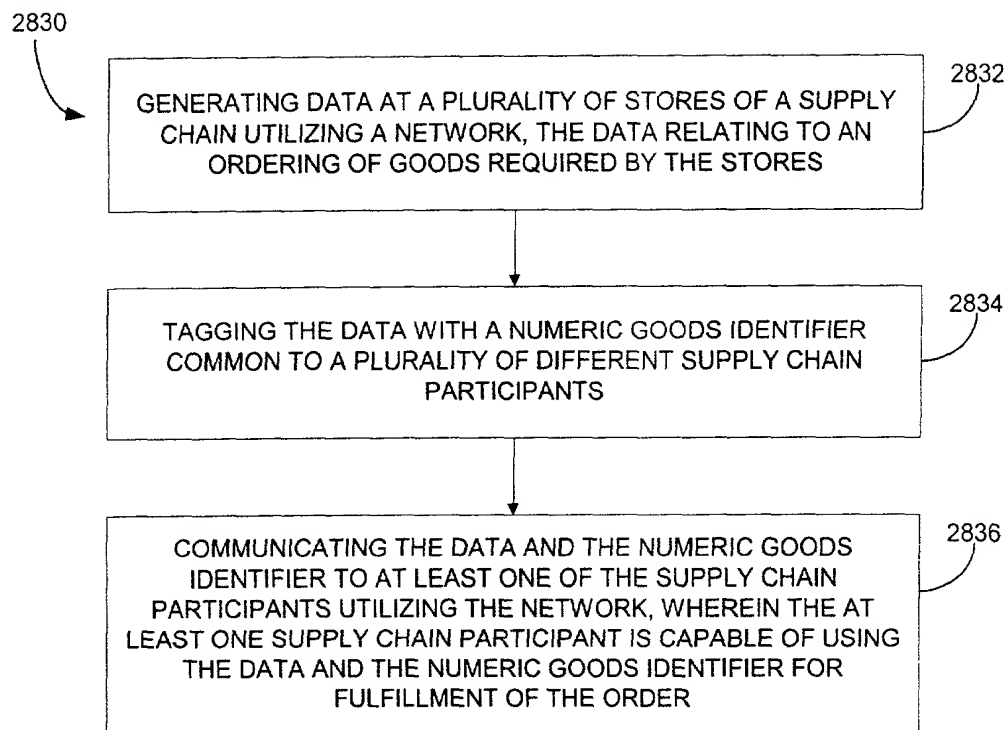 2830
GENERATING DATA AT A PLURALITY OF STORES OF A SUPPLY
CHAIN UTILIZING A NETWORK, THE DATA RELATING TO AN
ORDERING OF GOODS REQUIRED BY THE STORES
2832
TAGGING THE DATA WITH A NUMERIC GOODS IDENTIFIER
COMMON TO A PLURALITY OF DIFFERENT SUPPLY CHAIN
PARTICIPANTS
2834
COMMUNICATING THE DATA AND THE NUMERIC GOODS
IDENTIFIER TO AT LEAST ONE OF THE SUPPLY CHAIN
PARTICIPANTS UTILIZING THE NETWORK, WHEREIN THE AT
LEAST ONE SUPPLY CHAIN PARTICIPANT IS CAPABLE OF USING
THE DATA AND THE NUMERIC GOODS IDENTIFIER FOR
FULFILLMENT OF THE ORDER
2836